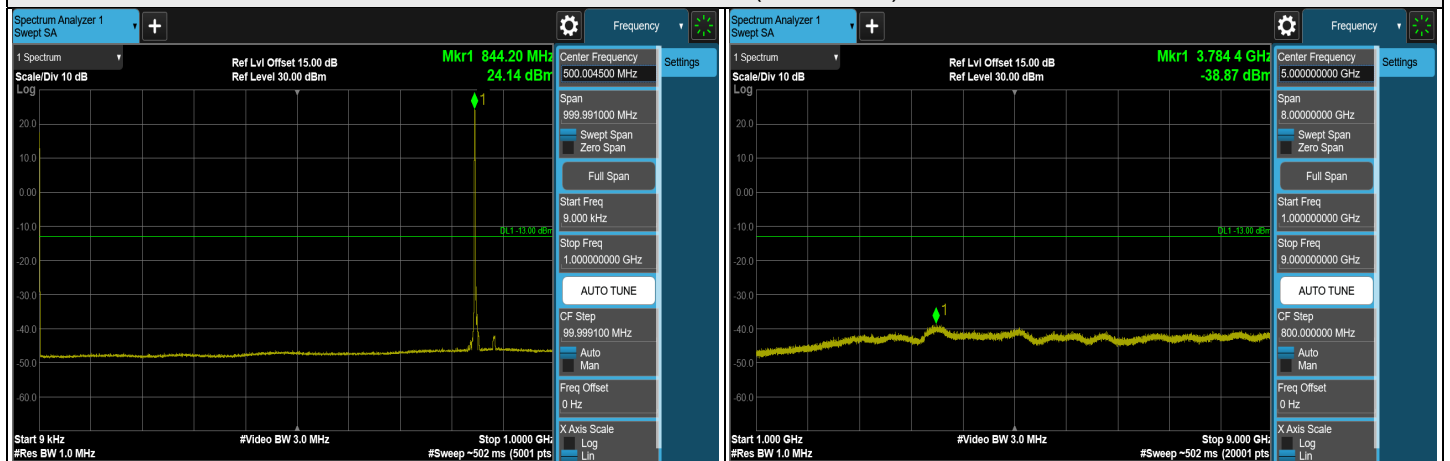 Spectrum Analyzer 1
Swept SA
+
Frequency
1 Spectrum
Scale/Div 10 dB
Log
Ref Lvl Offset 15.00 dB
Ref Level 30.00 dBm
Mkr1 844.20 MHz
24.14 dBm
1
20.0
10.0
0.00
-10.0
-20.0
-30.0
-40.0
-50.0
-60.0
DL1 -13.00 dBm
Start 9 kHz
#Res BW 1.0 MHz
#Video BW 3.0 MHz
Stop 1.0000 GHz
#Sweep ~502 ms (5001 pts
Center Frequency
500.004500 MHz
Settings
Span
999.991000 MHz
Swept Span
Zero Span
Full Span
Start Freq
9.000 kHz
Stop Freq
1.000000000 GHz
AUTO TUNE
CF Step
99.999100 MHz
Auto
Man
Freq Offset
0 Hz
X Axis Scale
Log
Lin
Spectrum Analyzer 1
Swept SA
+
Frequency
1 Spectrum
Scale/Div 10 dB
Log
Ref Lvl Offset 15.00 dB
Ref Level 30.00 dBm
Mkr1 3.784 4 GHz
-38.87 dBm
1
20.0
10.0
0.00
-10.0
-20.0
-30.0
-40.0
-50.0
-60.0
DL1 -13.00 dBm
Start 1.000 GHz
#Res BW 1.0 MHz
#Video BW 3.0 MHz
Stop 9.000 GHz
#Sweep ~502 ms (20001 pts
Center Frequency
5.00000000 GHz
Settings
Span
8.00000000 GHz
Swept Span
Zero Span
Full Span
Start Freq
1.000000000 GHz
Stop Freq
9.000000000 GHz
AUTO TUNE
CF Step
800.000000 MHz
Auto
Man
Freq Offset
0 Hz
X Axis Scale
Log
Lin